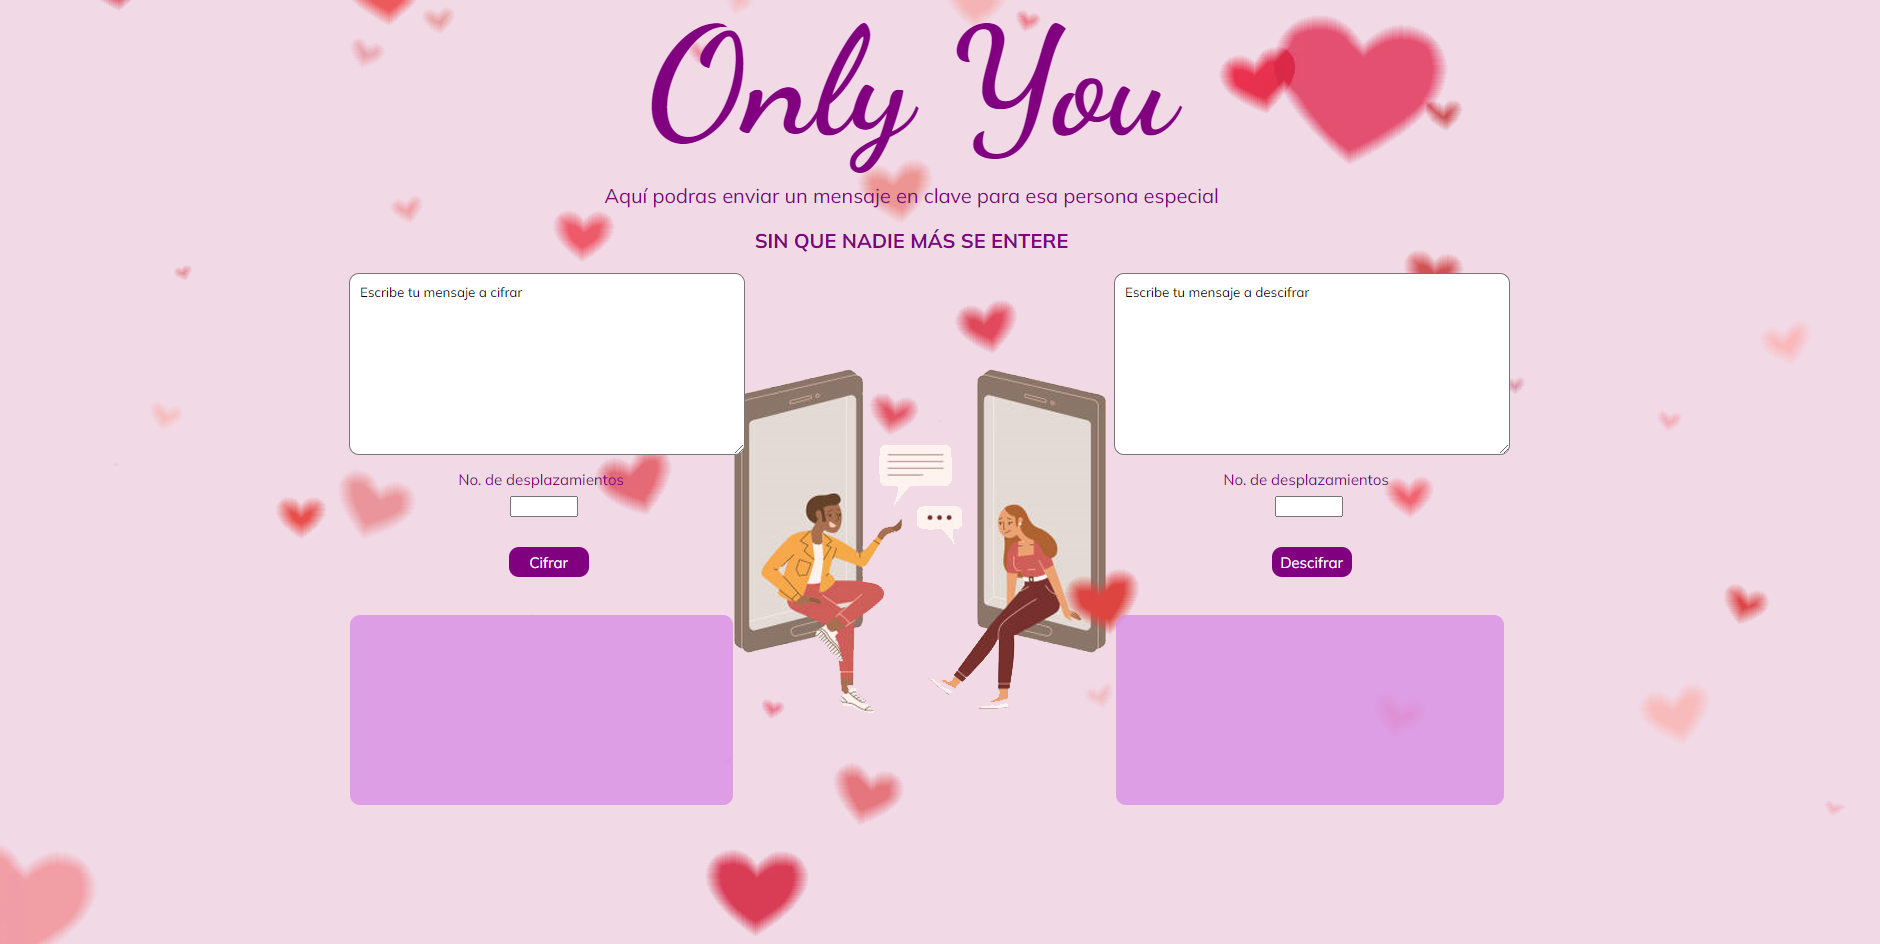 Only You
Aquí podras enviar un mensaje en clave para esa persona especial
SIN QUE NADIE MÁS SE ENTERE
Escribe tu mensaje a cifrar
No. de desplazamientos
Cifrar
Escribe tu mensaje a descifrar
No. de desplazamientos
Descifrar